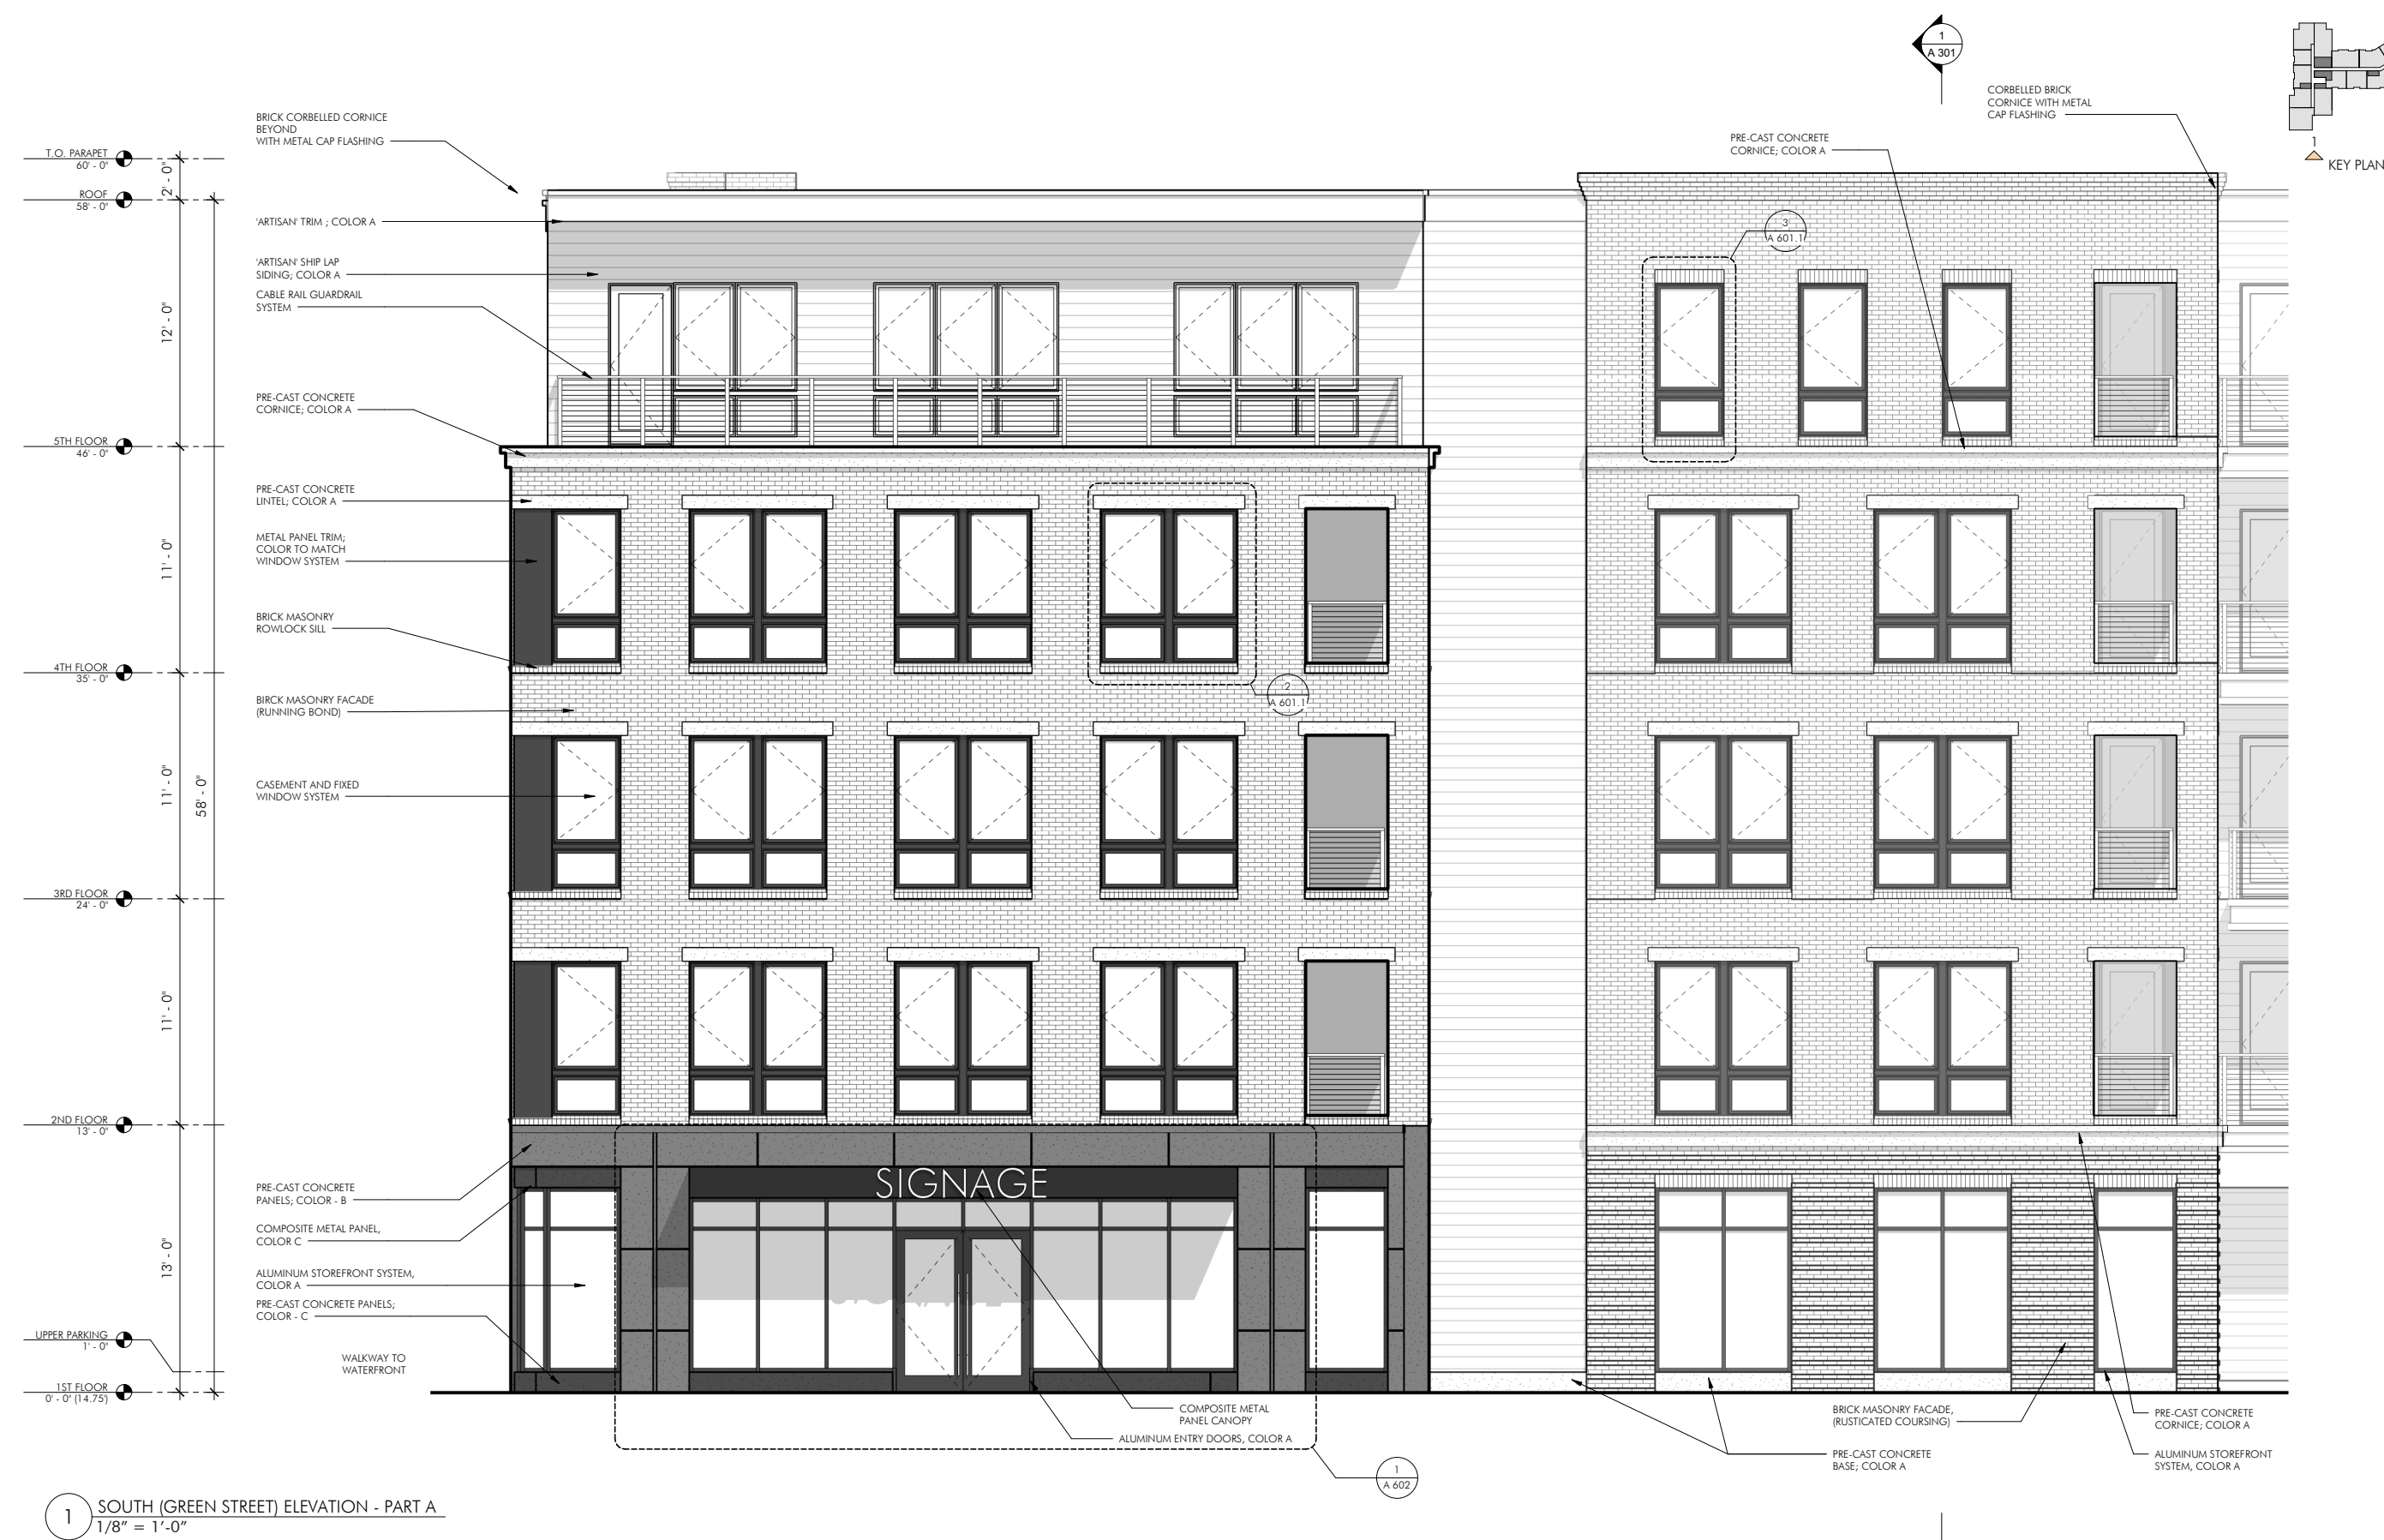 1
A 301
CORBELLED BRICK
CORNICE WITH METAL
CAP FLASHING
PRE-CAST CONCRETE
CORNICE; COLOR A
1
KEY PLAN
BRICK CORBELLED CORNICE
BEYOND
WITH METAL CAP FLASHING
T.O. PARAPET
60' - 0"
2' - 0"
ROOF
58' - 0"
'ARTISAN' TRIM ; COLOR A
3
A 601.1
'ARTISAN' SHIP LAP
SIDING; COLOR A
CABLE RAIL GUARDRAIL
SYSTEM
12' - 0"
PRE-CAST CONCRETE
CORNICE; COLOR A
5TH FLOOR
46' - 0"
PRE-CAST CONCRETE
LINTEL; COLOR A
METAL PANEL TRIM;
COLOR TO MATCH
WINDOW SYSTEM
11' - 0"
BRICK MASONRY
ROWLOCK SILL
4TH FLOOR
35' - 0"
2
A 601.1
BIRCK MASONRY FACADE
(RUNNING BOND)
CASEMENT AND FIXED
WINDOW SYSTEM
11' - 0"
58' - 0"
3RD FLOOR
24' - 0"
11' - 0"
2ND FLOOR
13' - 0"
SIGNAGE
PRE-CAST CONCRETE
PANELS; COLOR - B
COMPOSITE METAL PANEL,
COLOR C
13' - 0"
ALUMINUM STOREFRONT SYSTEM,
COLOR A
PRE-CAST CONCRETE PANELS;
COLOR - C
UPPER PARKING
1' - 0"
WALKWAY TO
WATERFRONT
1ST FLOOR
0' - 0" (14.75')
COMPOSITE METAL
PANEL CANOPY
ALUMINUM ENTRY DOORS, COLOR A
BRICK MASONRY FACADE,
(RUSTICATED COURSING)
PRE-CAST CONCRETE
CORNICE; COLOR A
PRE-CAST CONCRETE
BASE; COLOR A
ALUMINUM STOREFRONT
SYSTEM, COLOR A
1
A 602
1
SOUTH (GREEN STREET) ELEVATION - PART A
1/8" = 1'-0"